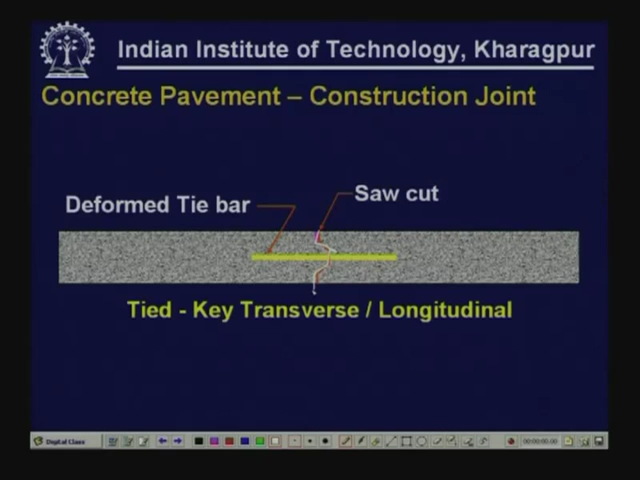 Indian Institute of Technology, Kharagpur
Concrete Pavement – Construction Joint
Saw cut
Deformed Tie bar
Tied - Key Transverse / Longitudinal
Digital Class